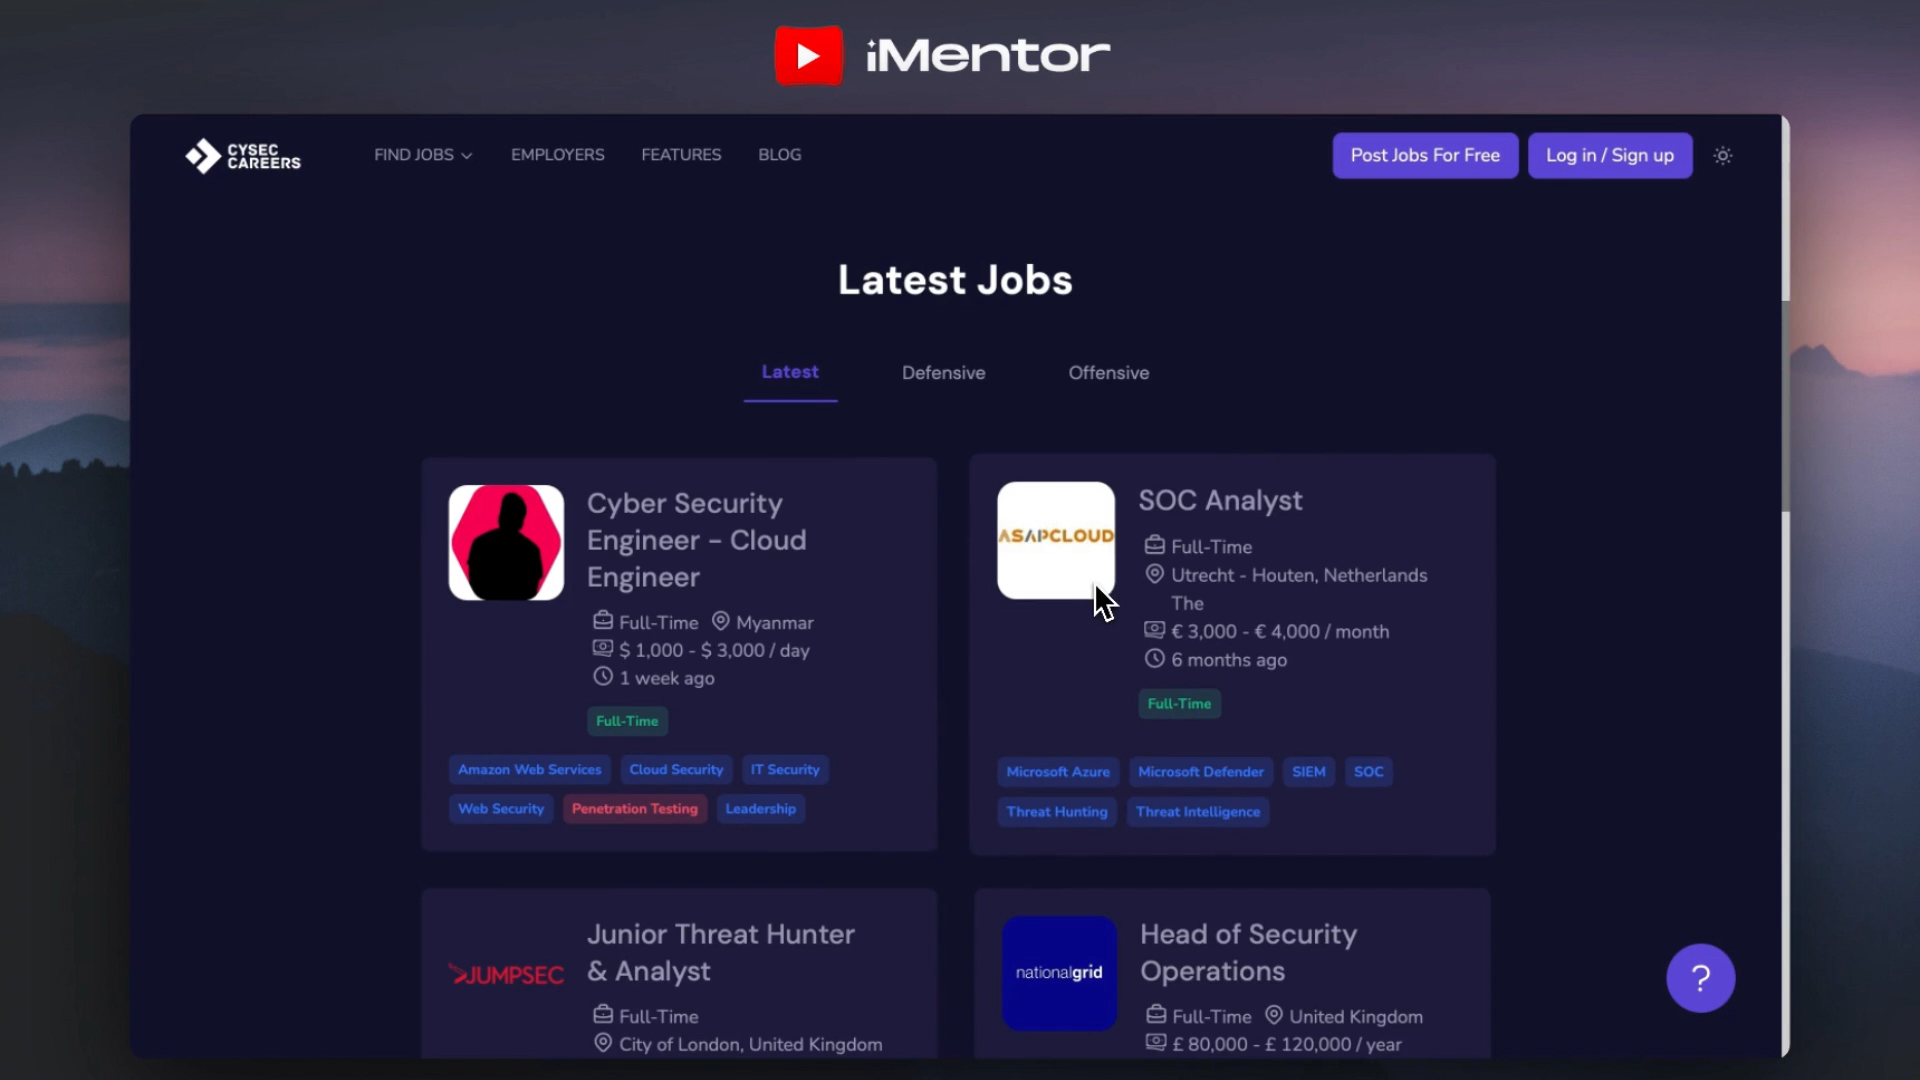 iMentor
CYSEC
CAREERS
FIND JOBS
EMPLOYERS
FEATURES
BLOG
Post Jobs For Free
Log in / Sign up
Latest Jobs
Latest
Defensive
Offensive
Cyber Security
Engineer – Cloud
Engineer
Full-Time
Myanmar
$ 1,000 - $ 3,000 / day
1 week ago
Full-Time
Amazon Web Services
Cloud Security
IT Security
Web Security
Penetration Testing
Leadership
ASAPCLOUD
SOC Analyst
Full-Time
Utrecht - Houten, Netherlands
The
€ 3,000 - € 4,000 / month
6 months ago
Full-Time
Microsoft Azure
Microsoft Defender
SIEM
SOC
Threat Hunting
Threat Intelligence
JUMPSEC
Junior Threat Hunter
& Analyst
Full-Time
City of London, United Kingdom
nationalgrid
Head of Security
Operations
Full-Time
United Kingdom
£ 80,000 - £ 120,000 / year
?